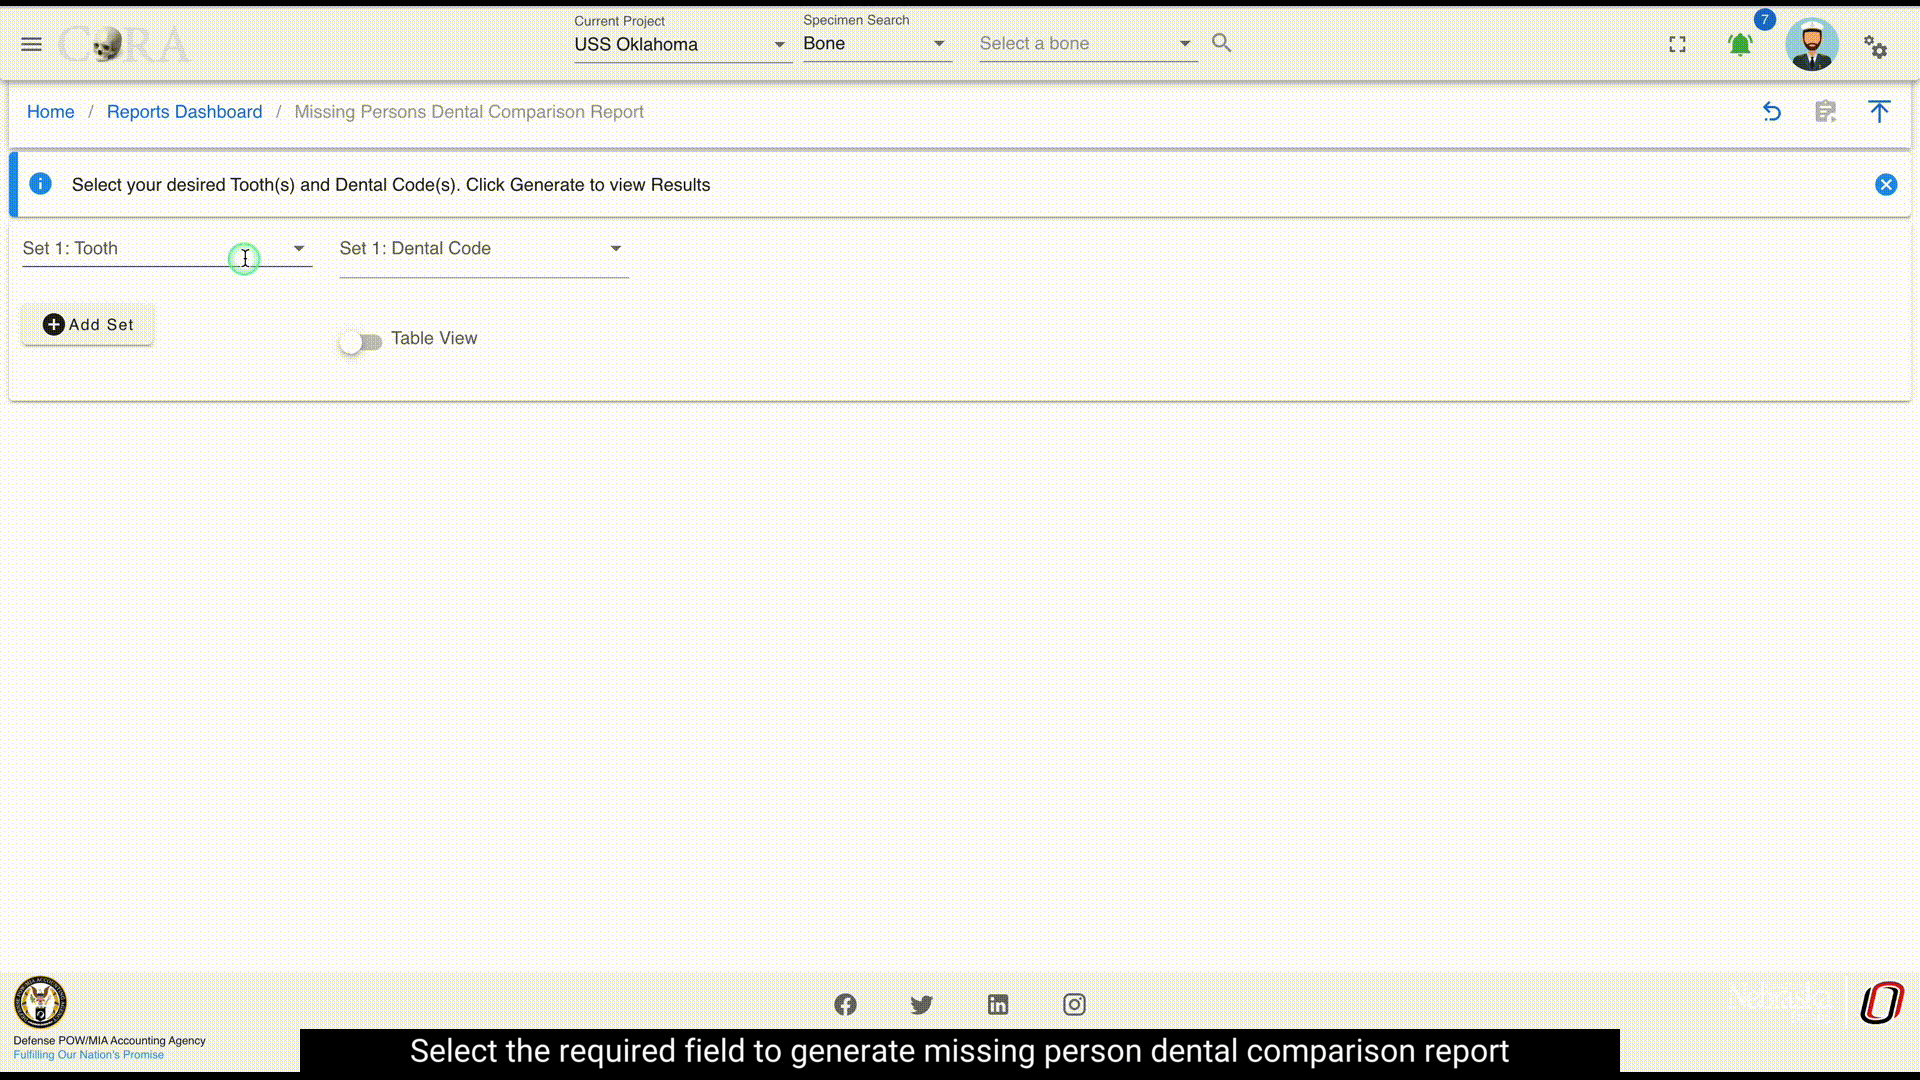 CORA
Current Project
USS Oklahoma
Specimen Search
Bone
Select a bone
7
Home / Reports Dashboard / Missing Persons Dental Comparison Report
Select your desired Tooth(s) and Dental Code(s). Click Generate to view Results
Set 1: Tooth
Set 1: Dental Code
Add Set
Table View
Defense POW/MIA Accounting Agency
Fulfilling Our Nation's Promise
Nebraska
O
Select the required field to generate missing person dental comparison report